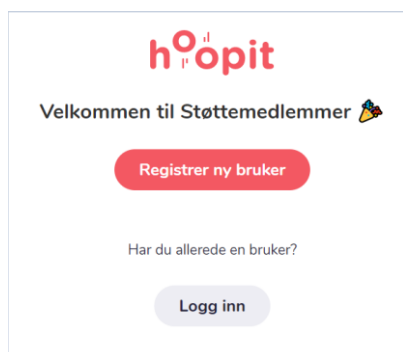 hoopit
Velkommen til Støttemedlemmer
Registrer ny bruker
Har du allerede en bruker?
Logg inn